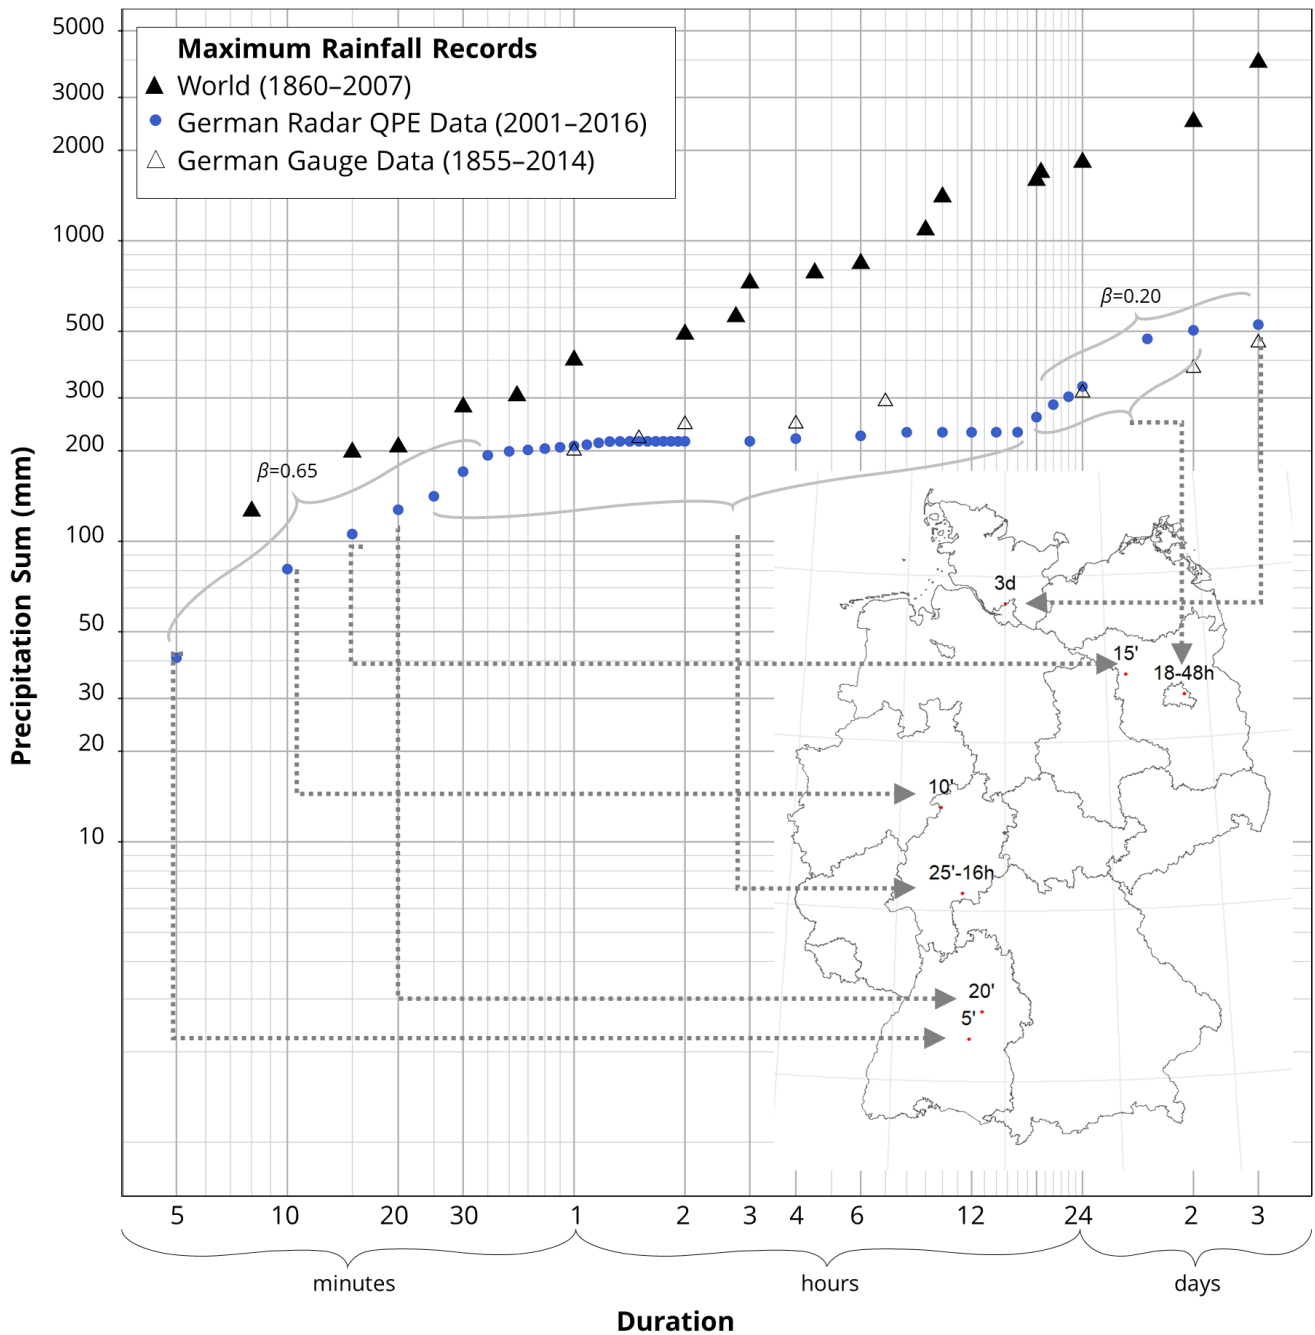 Maximum Rainfall Records
World (1860–2007)
German Radar QPE Data (2001–2016)
German Gauge Data (1855–2014)
Precipitation Sum (mm)
5000
3000
2000
1000
500
300
200
100
50
30
20
10
β=0.20
β=0.65
3d
15'
18-48h
10'
25'-16h
20'
5'
5 10 20 30 1 2 3 4 6 12 24 2 3
minutes hours days
Duration